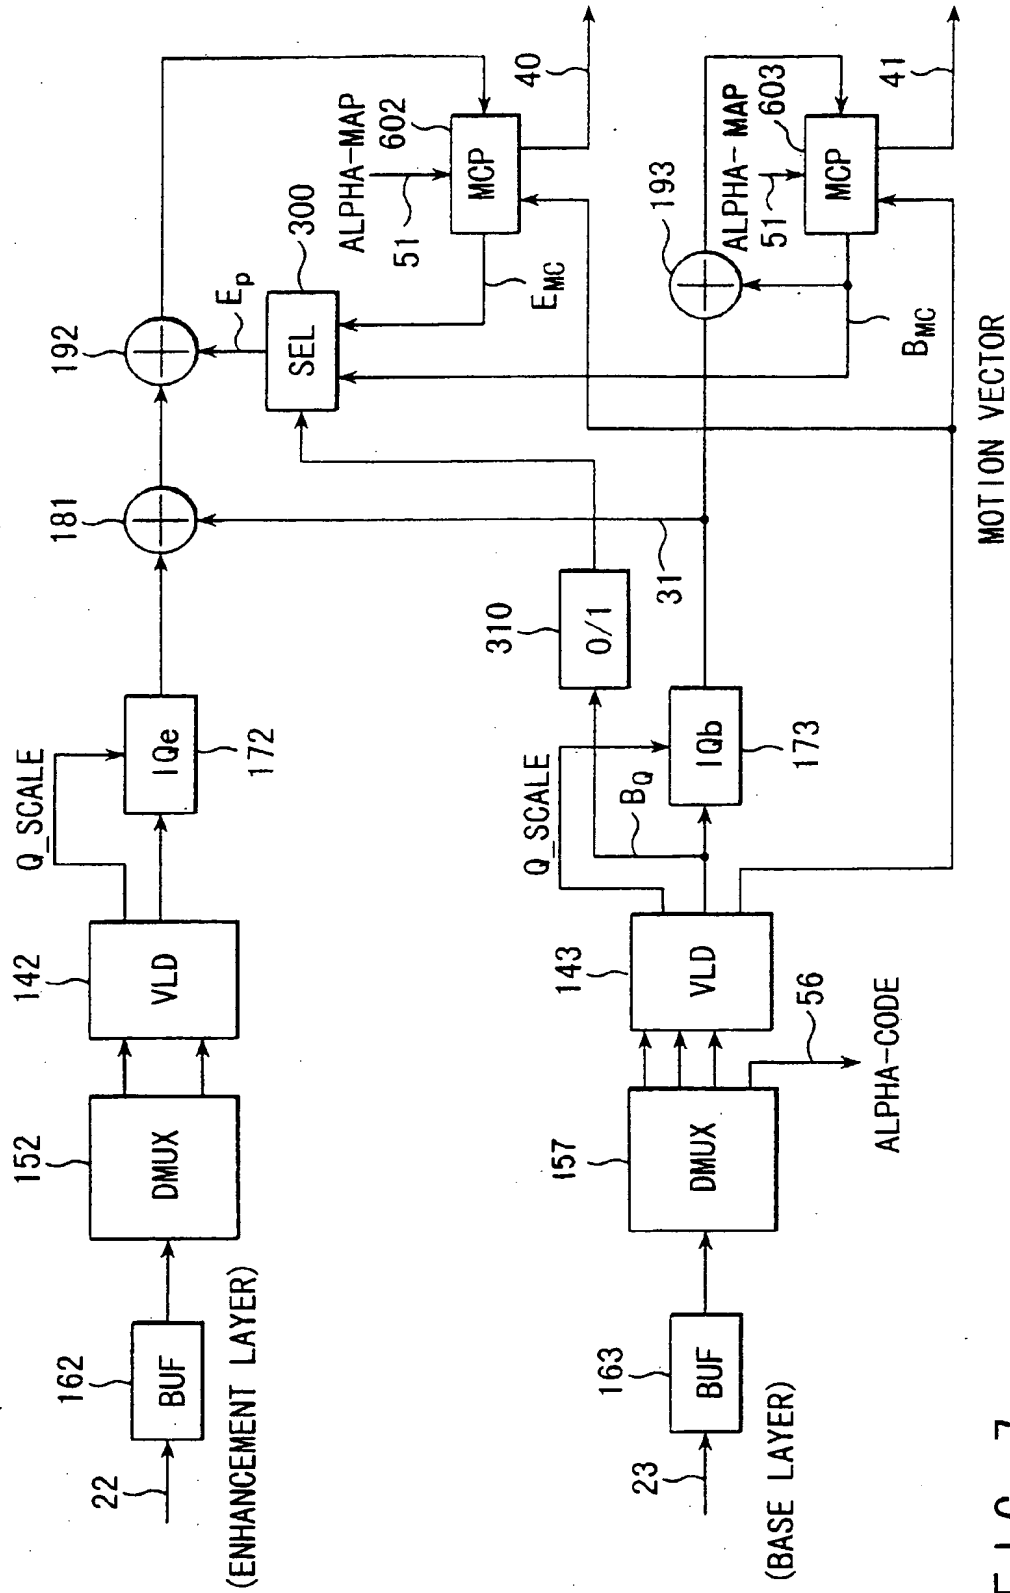 22
162
BUF
(ENHANCEMENT LAYER)
152
DMUX
142
VLD
Q_SCALE
IQe
172
181
192
Ep
300
SEL
ALPHA-MAP
51
602
MCP
EMC
40
23
163
BUF
(BASE LAYER)
157
DMUX
56
ALPHA-CODE
143
VLD
Q_SCALE
BQ
IQb
173
310
0/1
31
193
ALPHA-MAP
51
603
MCP
BMC
41
MOTION VECTOR